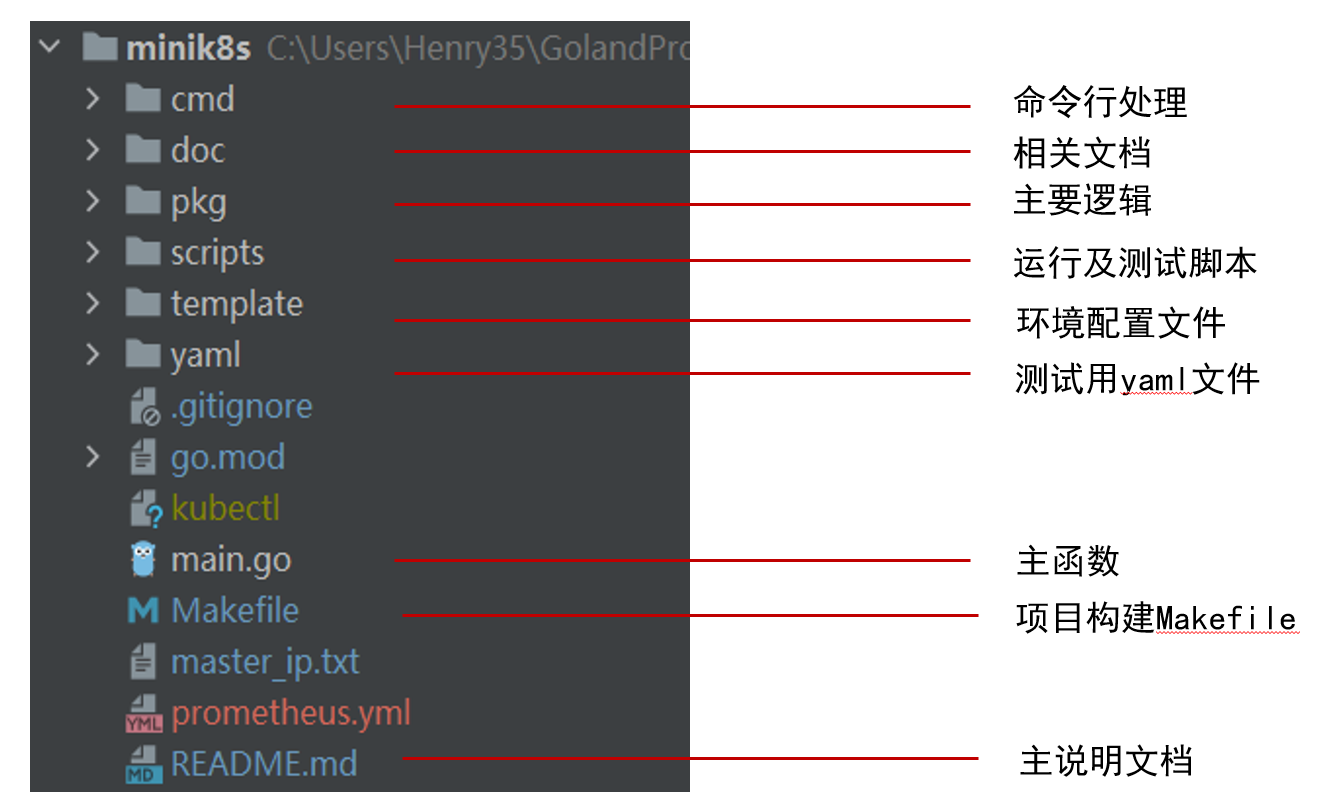 minik8s C:\Users\Henry35\GolandPro
cmd 命令行处理
doc 相关文档
pkg 主要逻辑
scripts 运行及测试脚本
template 环境配置文件
yaml 测试用yaml文件
.gitignore
go.mod
kubectl
main.go 主函数
Makefile 项目构建Makefile
master_ip.txt
YML prometheus.yml
MD README.md 主说明文档